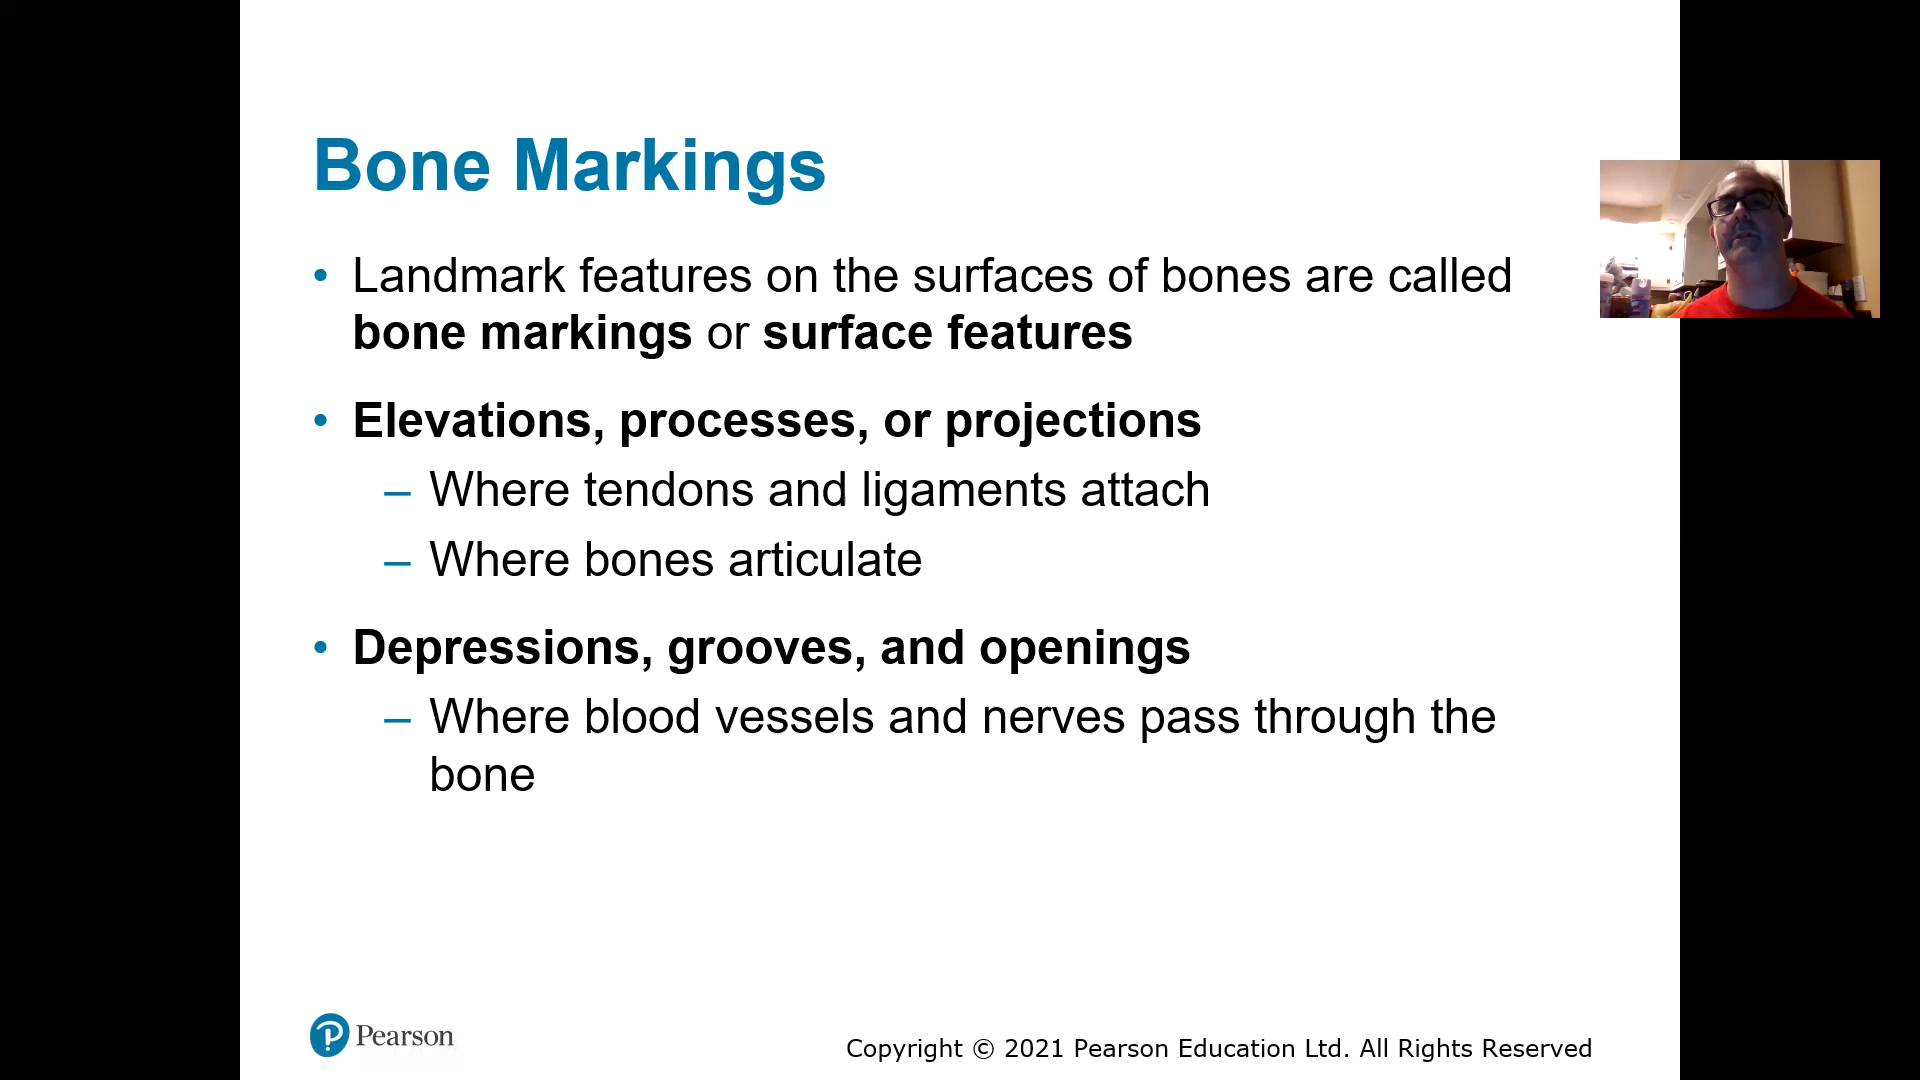 Bone Markings
• Landmark features on the surfaces of bones are called
bone markings or surface features
• Elevations, processes, or projections
– Where tendons and ligaments attach
– Where bones articulate
• Depressions, grooves, and openings
– Where blood vessels and nerves pass through the
bone
Pearson
Copyright © 2021 Pearson Education Ltd. All Rights Reserved